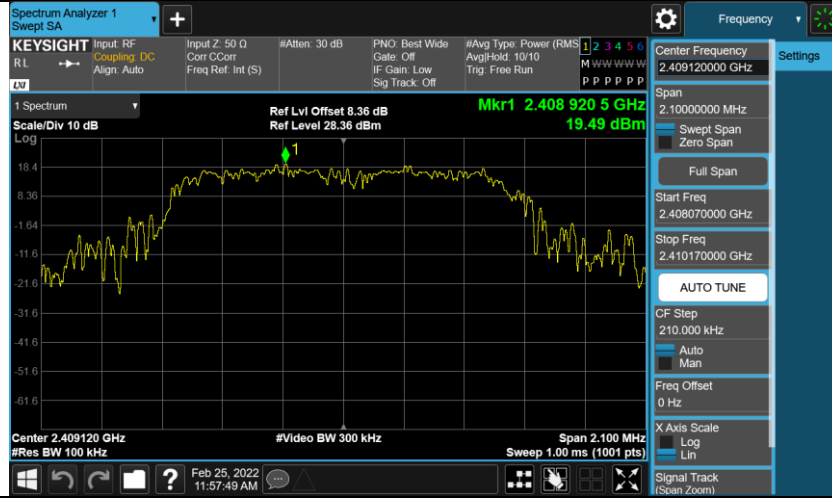 Spectrum Analyzer 1
Swept SA
+
Frequency
KEYSIGHT
RL
LXI
Input: RF
Coupling: DC
Align: Auto
Input Z: 50 Ω
Corr CCorr
Freq Ref: Int (S)
#Atten: 30 dB
PNO: Best Wide
Gate: Off
IF Gain: Low
Sig Track: Off
#Avg Type: Power (RMS
Avg|Hold: 10/10
Trig: Free Run
1 2 3 4 5 6
M W W W W W
P P P P P P
1 Spectrum
Scale/Div 10 dB
Log
Ref Lvl Offset 8.36 dB
Ref Level 28.36 dBm
Mkr1 2.408 920 5 GHz
19.49 dBm
1
18.4
8.36
-1.64
-11.6
-21.6
-31.6
-41.6
-51.6
-61.6
Center 2.409120 GHz
#Res BW 100 kHz
#Video BW 300 kHz
Span 2.100 MHz
Sweep 1.00 ms (1001 pts)
Center Frequency
2.409120000 GHz
Settings
Span
2.10000000 MHz
Swept Span
Zero Span
Full Span
Start Freq
2.408070000 GHz
Stop Freq
2.410170000 GHz
AUTO TUNE
CF Step
210.000 kHz
Auto
Man
Freq Offset
0 Hz
X Axis Scale
Log
Lin
Signal Track
(Span Zoom)
?
Feb 25, 2022
11:57:49 AM